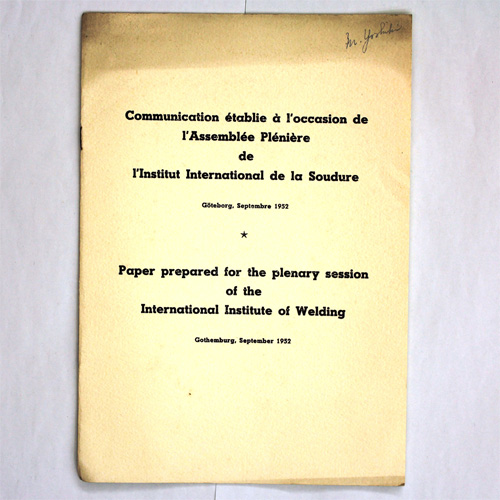 Communication établie à l'occasion de
l'Assemblée Plénière
de
l'Institut International de la Soudure
Göteborg, Septembre 1952
*
Paper prepared for the plenary session
of the
International Institute of Welding
Gothemburg, September 1952